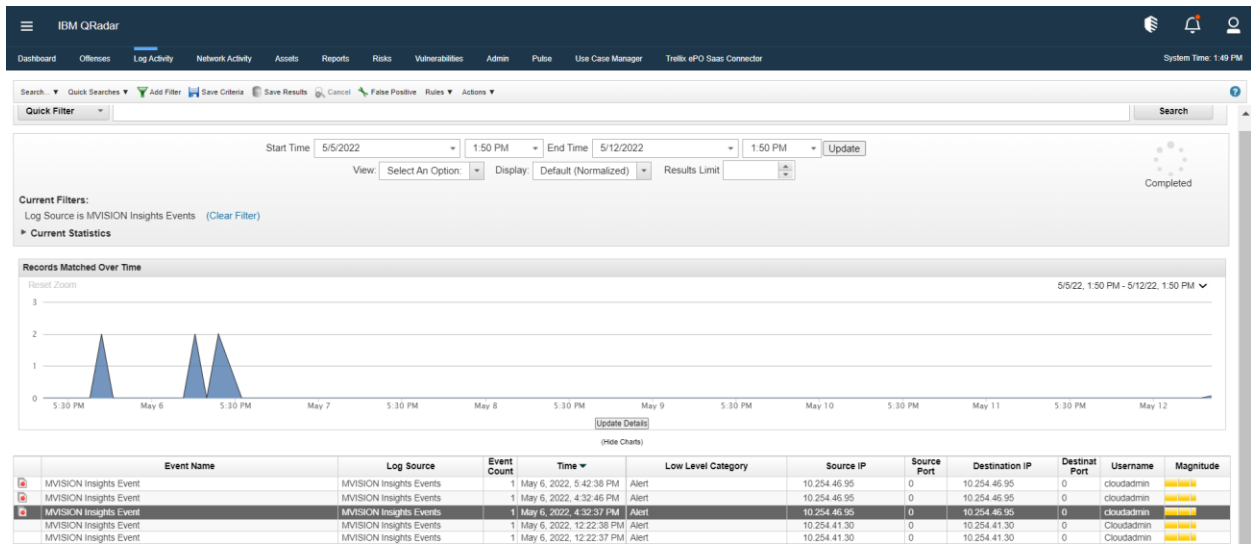 IBM QRadar
Dashboard Offenses Log Activity Network Activity Assets Reports Risks Vulnerabilities Admin Pulse Use Case Manager Trellix ePO Saas Connector System Time: 1:49 PM
Search... Quick Searches Add Filter Save Criteria Save Results Cancel False Positive Rules Actions
Quick Filter Search
Start Time 5/5/2022 1:50 PM End Time 5/12/2022 1:50 PM Update
View: Select An Option: Display: Default (Normalized) Results Limit
Completed
Current Filters:
Log Source is MVISION Insights Events (Clear Filter)
Current Statistics
Records Matched Over Time
Reset Zoom 5/5/22, 1:50 PM - 5/12/22, 1:50 PM
3
2
1
0
5:30 PM May 6 5:30 PM May 7 5:30 PM May 8 5:30 PM May 9 5:30 PM May 10 5:30 PM May 11 5:30 PM May 12
Update Details
(Hide Charts)
Event Name Log Source Event Count Time Low Level Category Source IP Source Port Destination IP Destinat Port Username Magnitude
MVISION Insights Event MVISION Insights Events 1 May 6, 2022, 5:42:38 PM Alert 10.254.46.95 0 10.254.46.95 0 cloudadmin
MVISION Insights Event MVISION Insights Events 1 May 6, 2022, 4:32:46 PM Alert 10.254.46.95 0 10.254.46.95 0 cloudadmin
MVISION Insights Event MVISION Insights Events 1 May 6, 2022, 4:32:37 PM Alert 10.254.46.95 0 10.254.46.95 0 cloudadmin
MVISION Insights Event MVISION Insights Events 1 May 6, 2022, 12:22:38 PM Alert 10.254.41.30 0 10.254.41.30 0 Cloudadmin
MVISION Insights Event MVISION Insights Events 1 May 6, 2022, 12:22:37 PM Alert 10.254.41.30 0 10.254.41.30 0 Cloudadmin